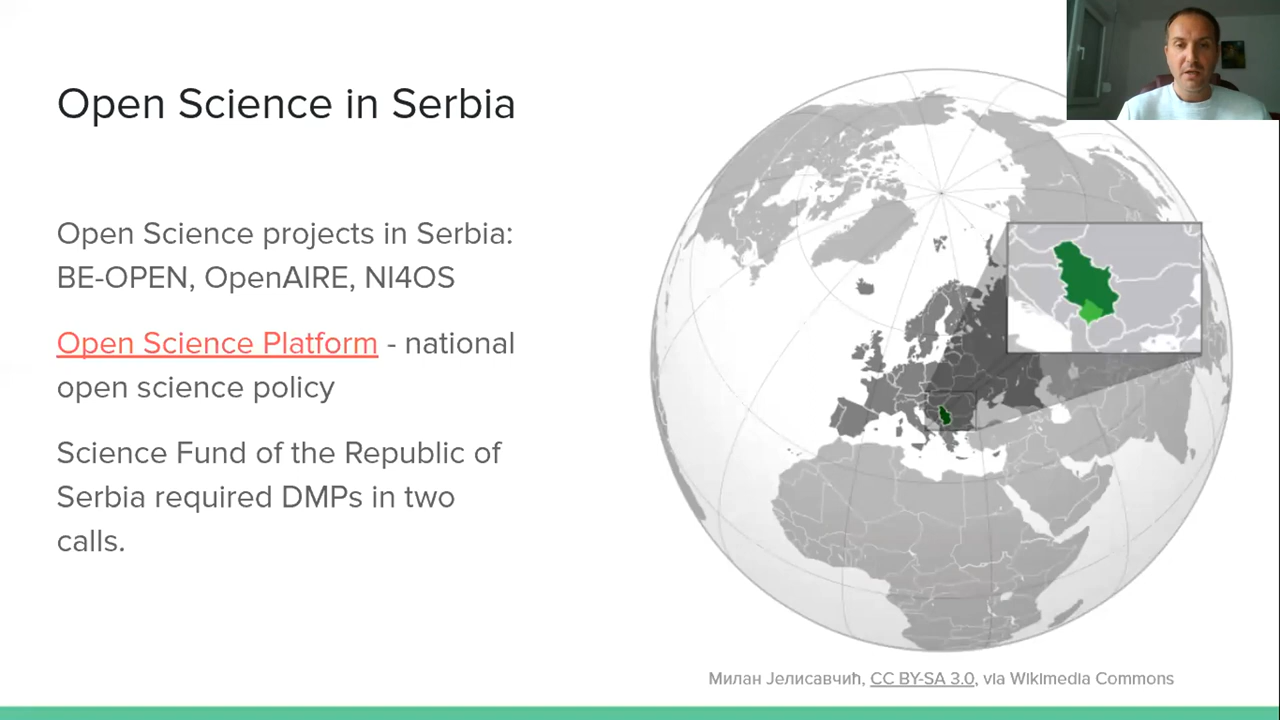 Open Science in Serbia
Open Science projects in Serbia:
BE-OPEN, OpenAIRE, NI4OS
Open Science Platform - national
open science policy
Science Fund of the Republic of
Serbia required DMPs in two
calls.
Милан Јелисавчић, CC BY-SA 3.0, via Wikimedia Commons